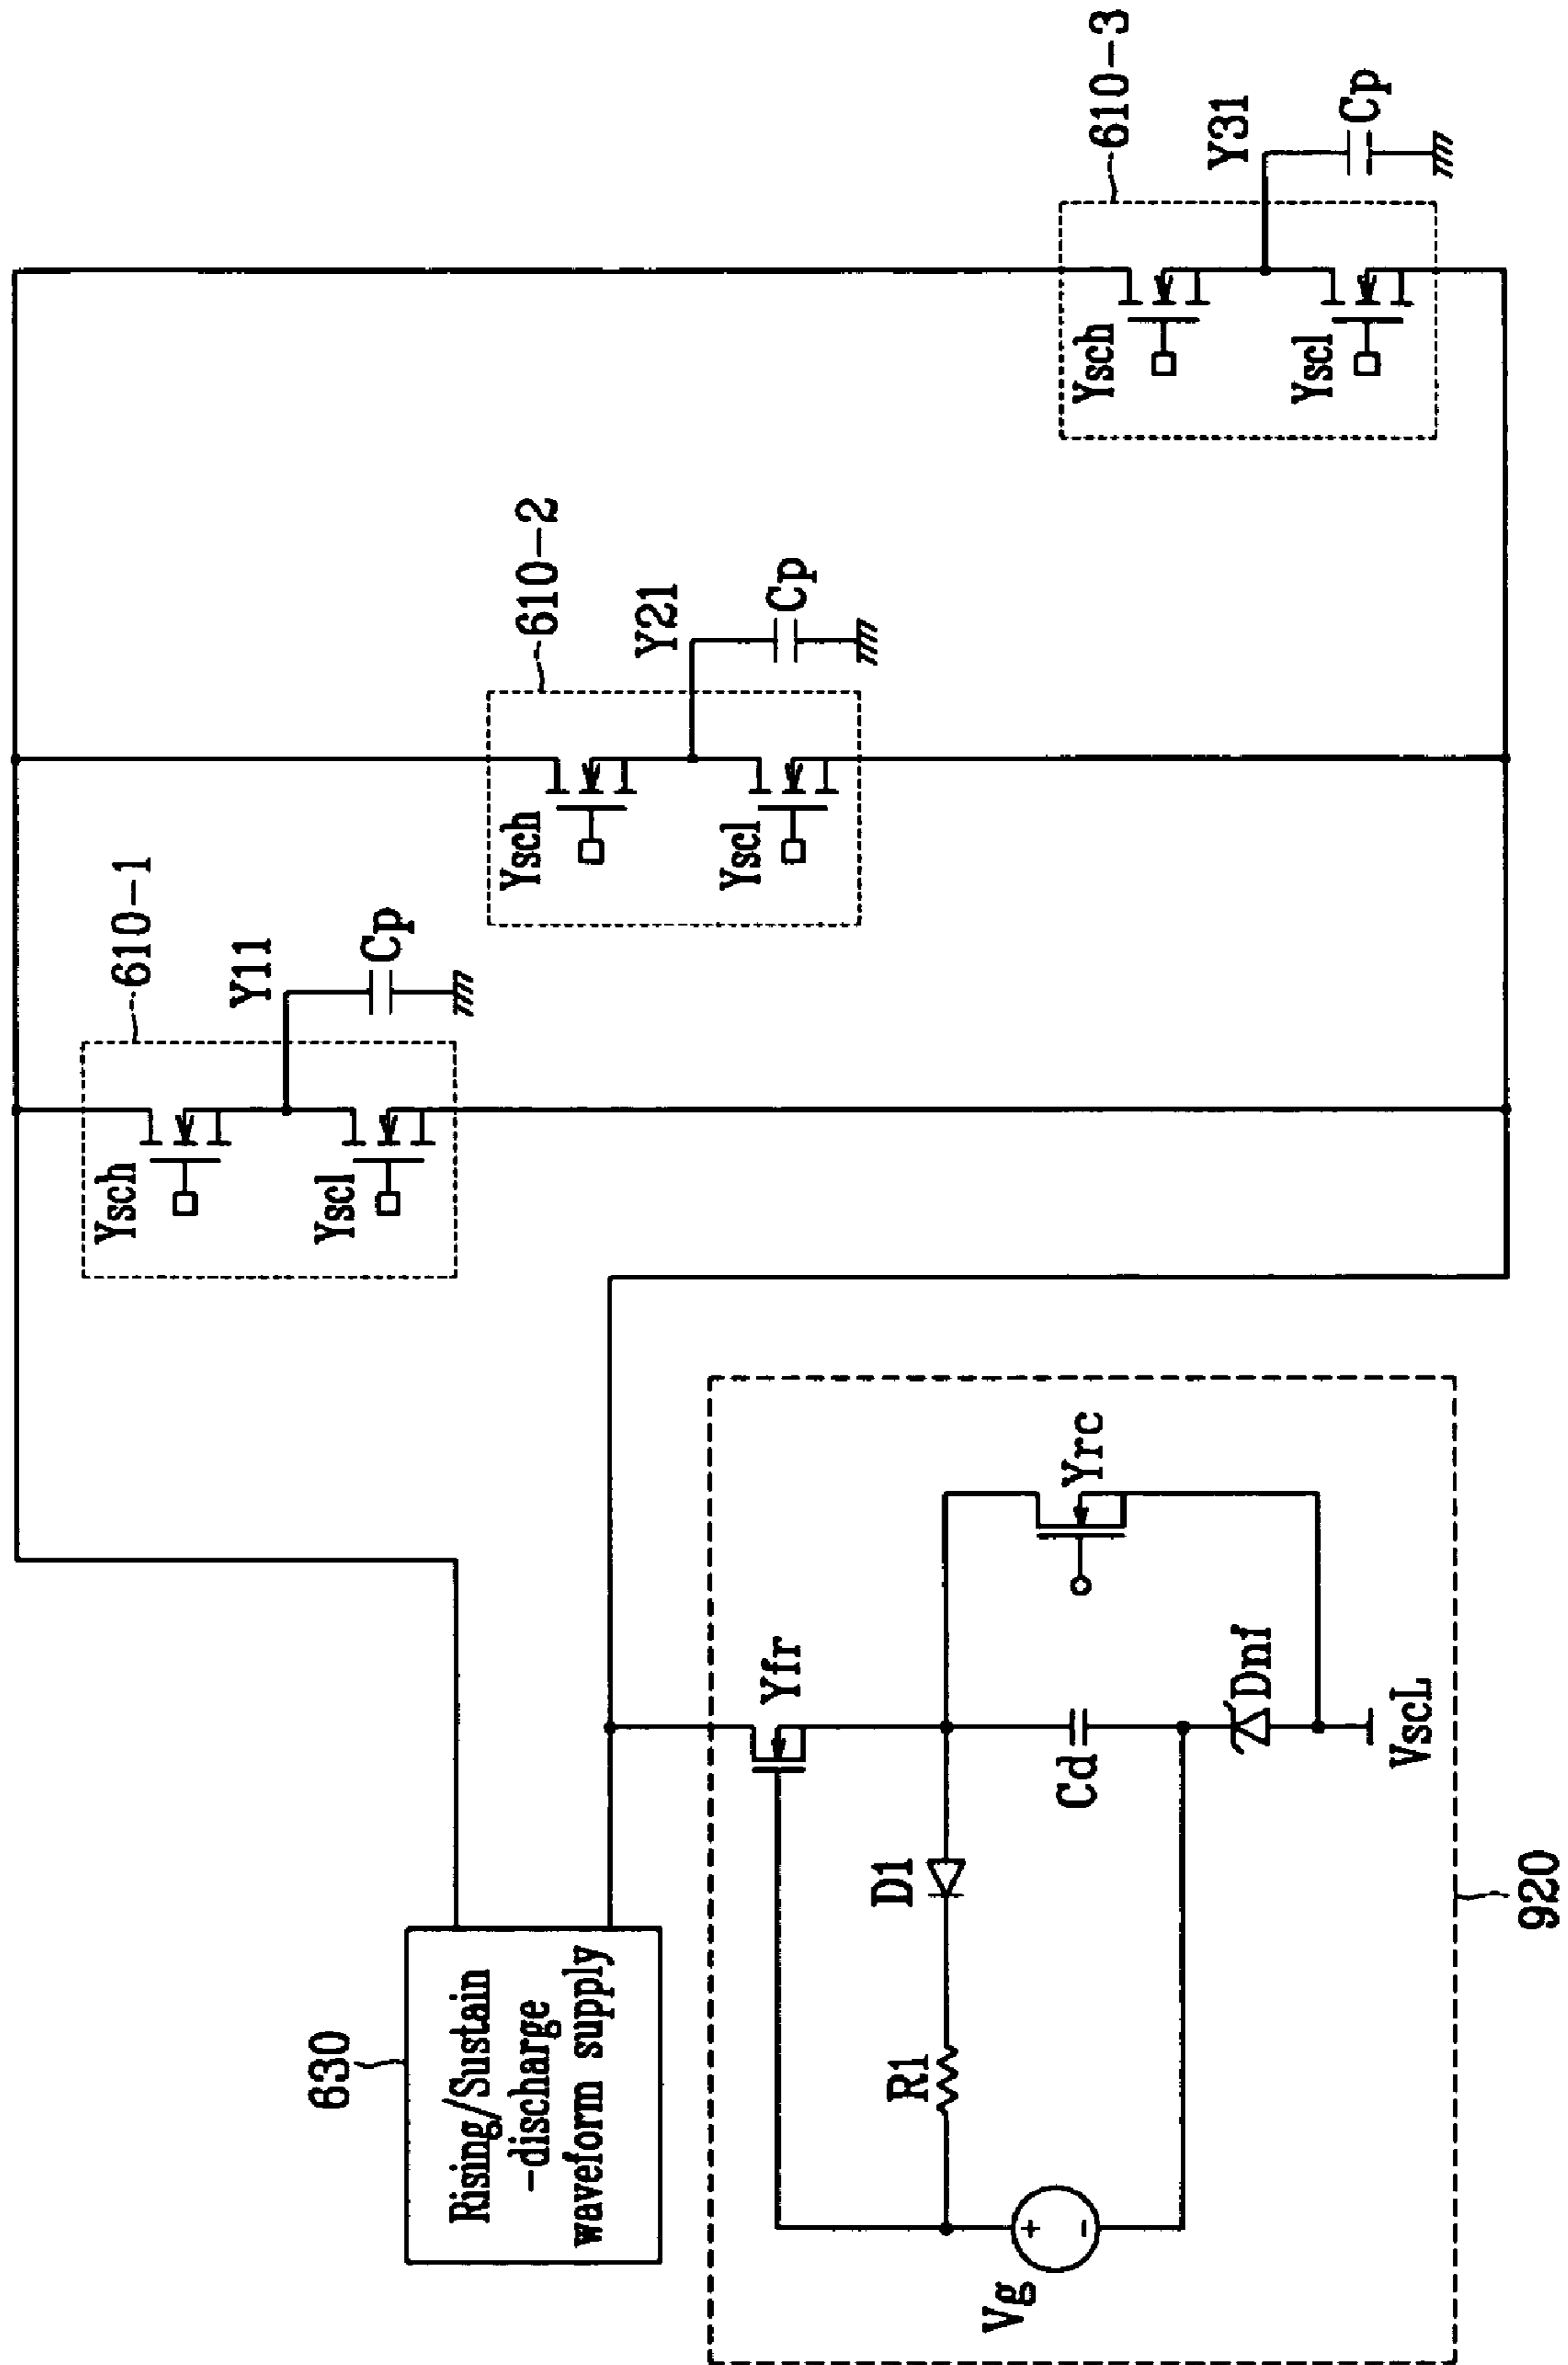 610-1
Ysch
Y11
Yscl
Cp
630
Rising/Sustain
-discharge
waveform supply
610-2
Ysch
Y21
Yscl
Cp
Yfr
D1
R1
Vg
Cd
Yrc
Dnf
VscL
920
610-3
Ysch
Y31
Yscl
Cp